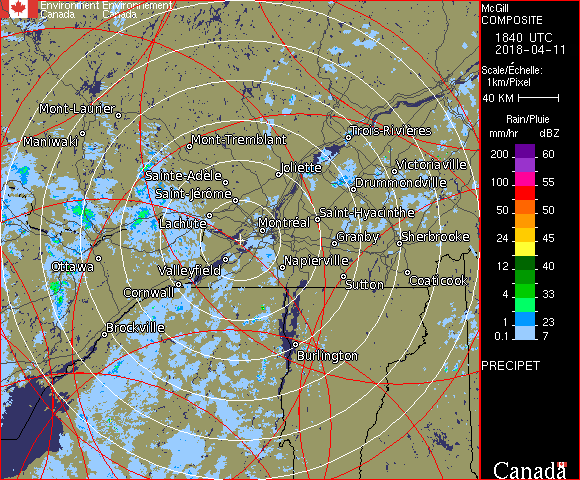 Environment Environnement
Canada Canada
McGill
COMPOSITE
1840 UTC
2018-04-11
Scale/Échelle:
1km/Pixel
40 KM
Rain/Pluie
mm/hr dBZ
200 60
100 55
75 53
50 50
24 45
12 40
4 33
1 23
0.1 7
PRECIPET
Canada
Mont-Laurier
Maniwaki
Mont-Tremblant
Trois-Rivières
Joliette
Victoriaville
Sainte-Adèle
Drummondville
Saint-Jérôme
Saint-Hyacinthe
Lachute
Montréal
Granby
Sherbrooke
Ottawa
Valleyfield
Napierville
Cornwall
Sutton
Coaticook
Brockville
Burlington